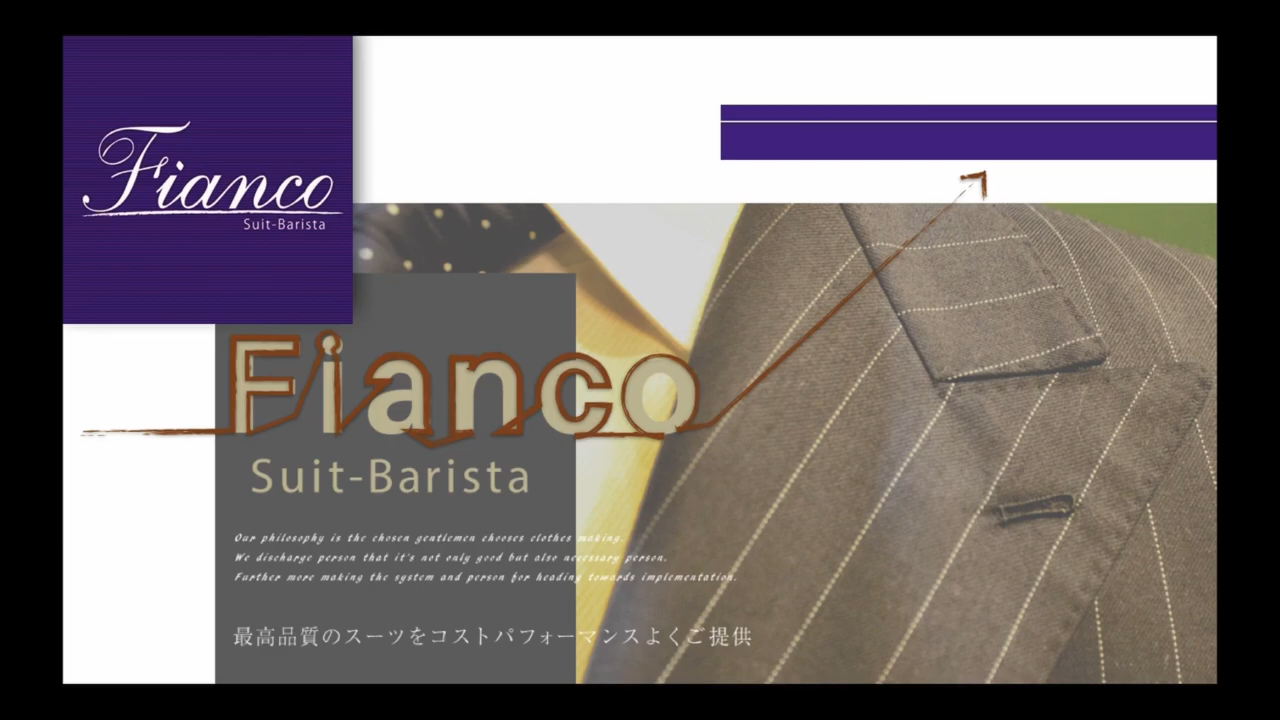 Fianco
Suit-Barista
Fianco
Suit-Barista
Our philosophy is the chosen gentlemen chooses clothes making.
We discharge person that it's not only good but also necessary person.
Further more making the system and person for heading towards implementation.
最高品質のスーツをコストパフォーマンスよくご提供